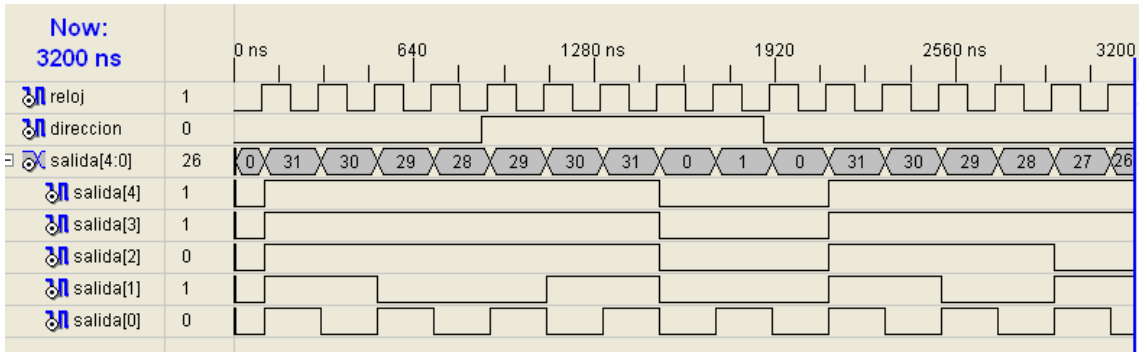 Now:
3200 ns
0 ns 640 1280 ns 1920 2560 ns 3200
reloj 1
direccion 0
salida[4:0] 26 0 31 30 29 28 29 30 31 0 1 0 31 30 29 28 27 26
salida[4] 1
salida[3] 1
salida[2] 0
salida[1] 1
salida[0] 0